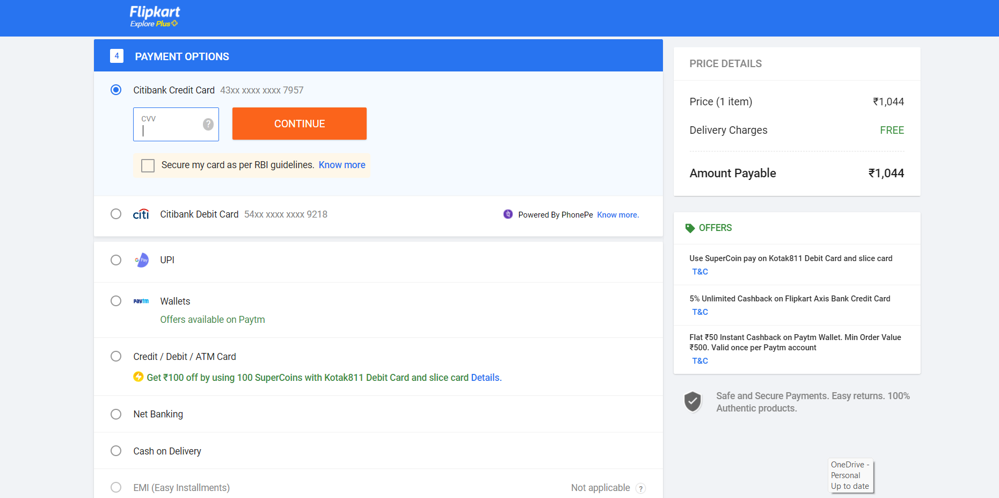 Flipkart
Explore Plus
4 PAYMENT OPTIONS
Citibank Credit Card 43xx xxxx xxxx 7957
CVV
?
CONTINUE
Secure my card as per RBI guidelines. Know more
citi Citibank Debit Card 54xx xxxx xxxx 9218 Powered By PhonePe Know more.
G Pay UPI
paytm Wallets
Offers available on Paytm
Credit / Debit / ATM Card
Get ₹100 off by using 100 SuperCoins with Kotak811 Debit Card and slice card Details.
Net Banking
Cash on Delivery
EMI (Easy Installments) Not applicable ?
PRICE DETAILS
Price (1 item) ₹1,044
Delivery Charges FREE
Amount Payable ₹1,044
OFFERS
Use SuperCoin pay on Kotak811 Debit Card and slice card
T&C
5% Unlimited Cashback on Flipkart Axis Bank Credit Card
T&C
Flat ₹50 Instant Cashback on Paytm Wallet. Min Order Value
₹500. Valid once per Paytm account
T&C
Safe and Secure Payments. Easy returns. 100%
Authentic products.
OneDrive -
Personal
Up to date